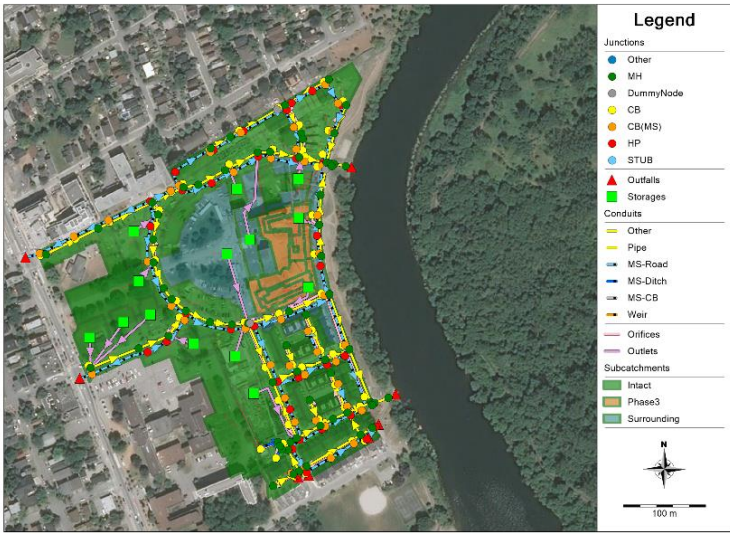 Legend
Junctions
Other
MH
DummyNode
CB
CB(MS)
HP
STUB
Outfalls
Storages
Conduits
Other
Pipe
MS-Road
MS-Ditch
MS-CB
Weir
Orifices
Outlets
Subcatchments
Intact
Phase3
Surrounding
N
100 m